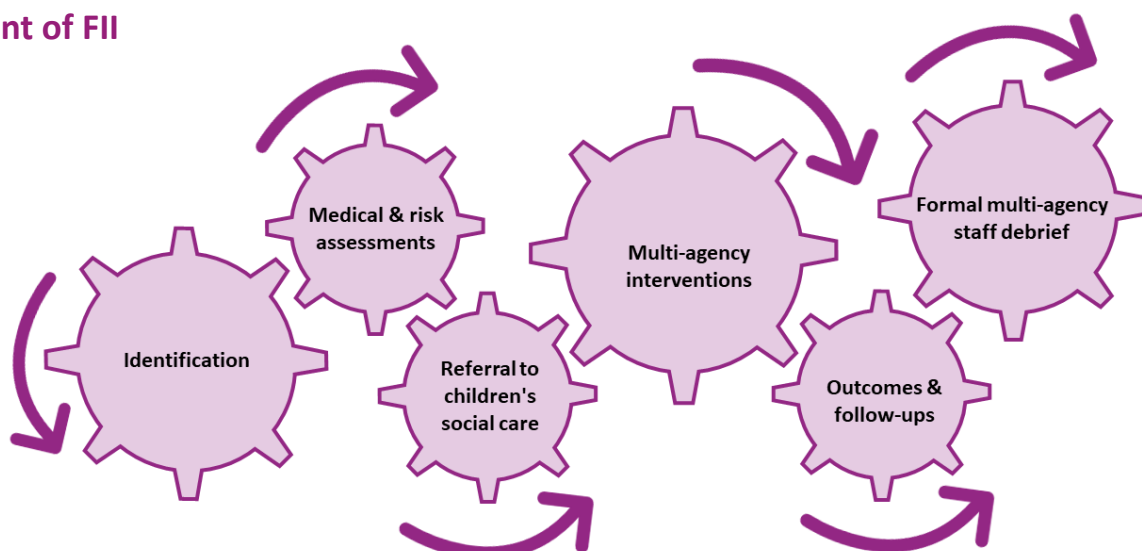 nt of FII
Medical & risk
assessments
Formal multi-agency
staff debrief
Multi-agency
interventions
Identification
Referral to
children's
social care
Outcomes &
follow-ups